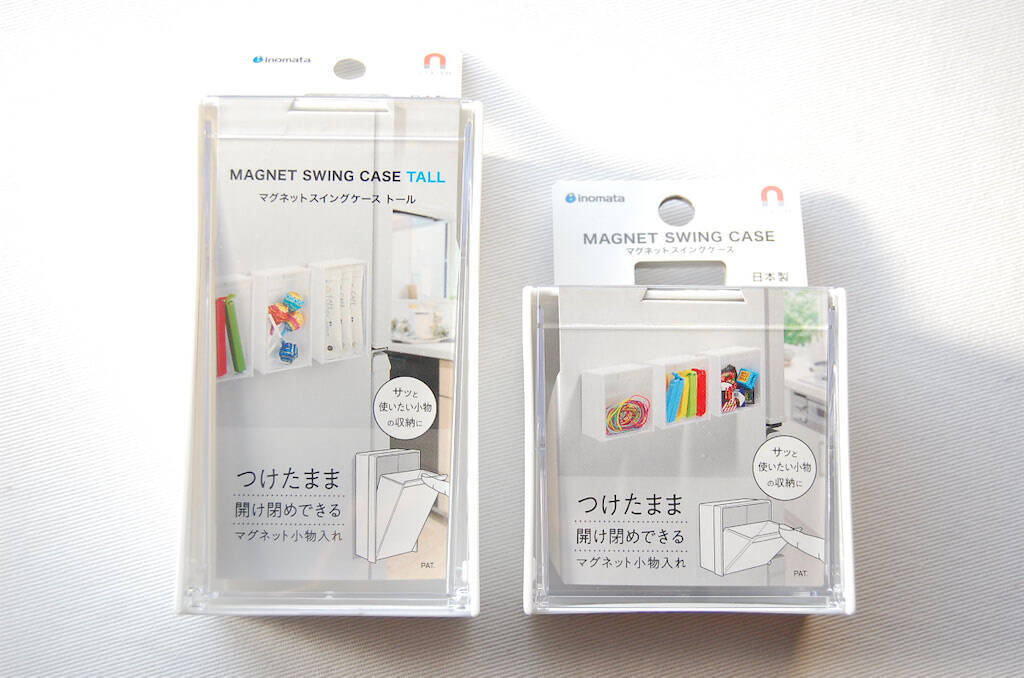 inomata
MAGNET SWING CASE TALL
マグネットスイングケース トール
サッと
使いたい小物
の収納に
つけたまま
開け閉めできる
マグネット小物入れ
PAT.
inomata
MAGNET SWING CASE
マグネットスイングケース
日本製
サッと
使いたい小物
の収納に
つけたまま
開け閉めできる
マグネット小物入れ
PAT.